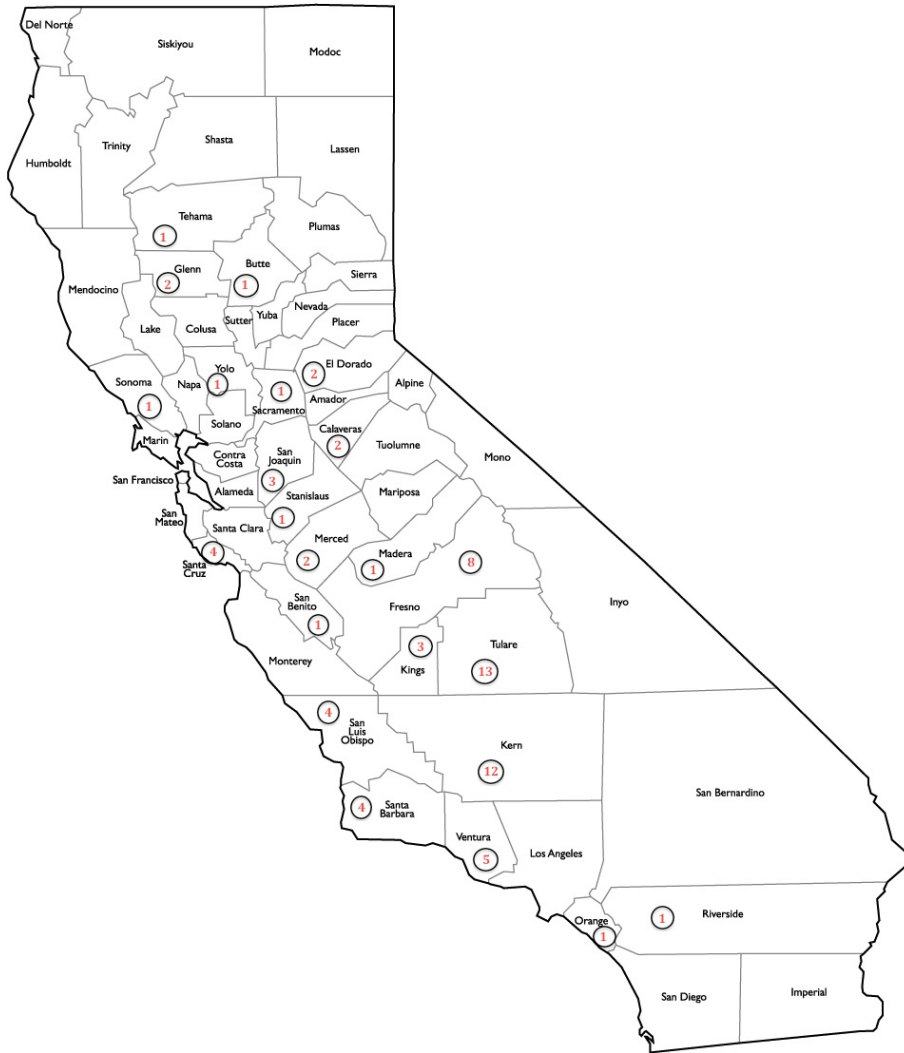 Del Norte
Siskiyou
Modoc
Humboldt
Trinity
Shasta
Lassen
Tehama
1
Plumas
Mendocino
Glenn
2
Butte
1
Sierra
Lake
Colusa
Sutter
Yuba
Nevada
Placer
Sonoma
1
Napa
Yolo
1
Sacramento
1
El Dorado
2
Alpine
Amador
Solano
Marin
Calaveras
2
Tuolumne
Mono
Contra
Costa
San
Joaquin
3
San Francisco
Alameda
Stanislaus
1
Mariposa
San
Mateo
Santa Clara
Merced
2
Madera
1
8
Santa
Cruz
4
San
Benito
1
Fresno
Inyo
Monterey
3
Kings
Tulare
13
4
San
Luis
Obispo
Kern
12
San Bernardino
4
Santa
Barbara
Ventura
5
Los Angeles
Orange
1
1
Riverside
San Diego
Imperial